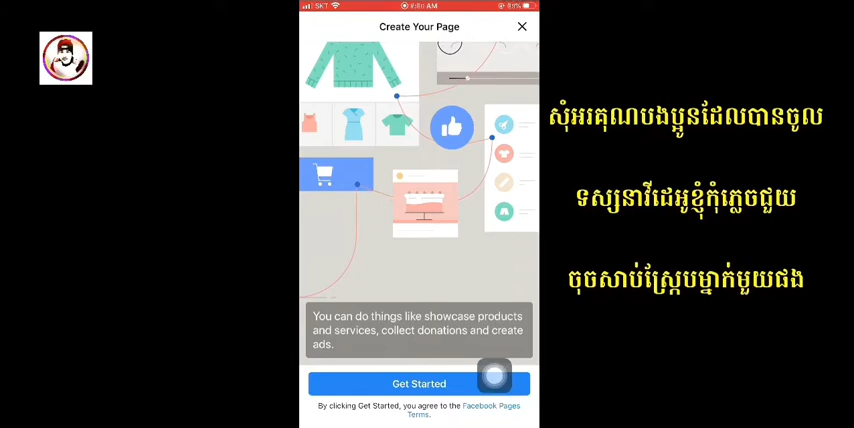 SKT
AM
Create Your Page
You can do things like showcase products
and services, collect donations and create
ads.
Get Started
By clicking Get Started, you agree to the Facebook Pages
Terms.
សុំអរគុណបងប្អូនដែលបានចូល
ទស្សនាវីដេអូខ្ញុំកុំភ្លេចជួយ
ចុចសាប់ស្ក្រែបម្នាក់មួយផង